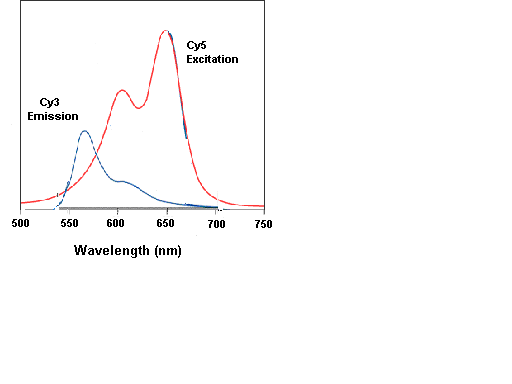 Cy5
Excitation
Cy3
Emission
500 550 600 650 700 750
Wavelength (nm)